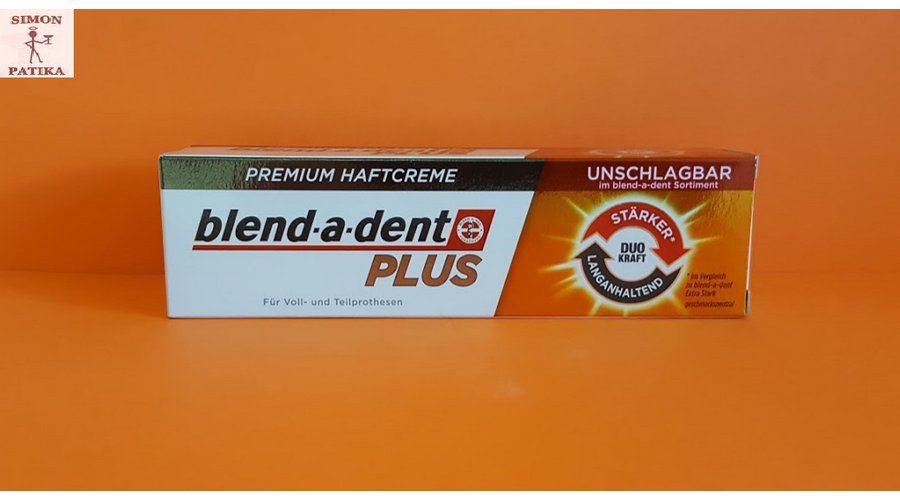 SIMON
PATIKA
PREMIUM HAFTCREME
blend-a-dent
PLUS
Für Voll- und Teilprothesen
UNSCHLAGBAR
im blend-a-dent Sortiment
STÄRKER*
DUO
KRAFT
LANGANHALTEND
*im Vergleich
zu blend-a-dent
Extra Stark
geschmacksneutral